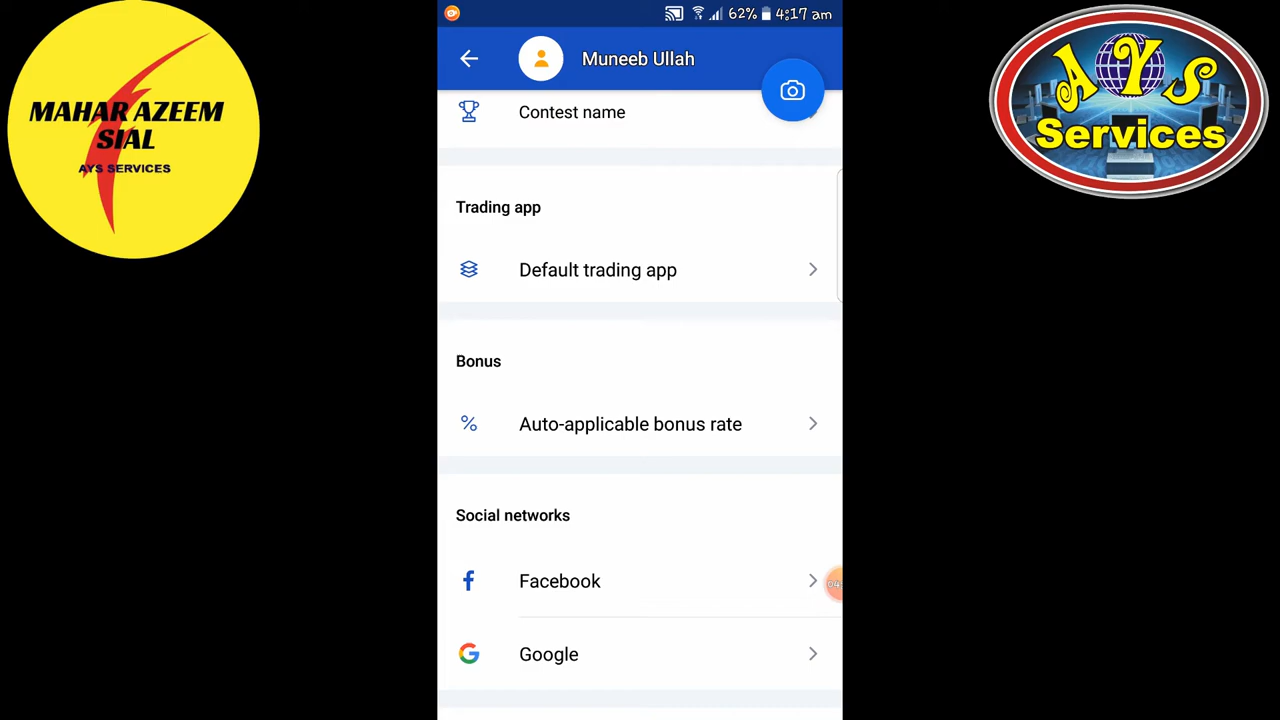 MAHAR AZEEM
SIAL
AYS SERVICES
62% 4:17 am
Muneeb Ullah
Contest name
Trading app
Default trading app
Bonus
Auto-applicable bonus rate
Social networks
Facebook
Google
AYS
Services